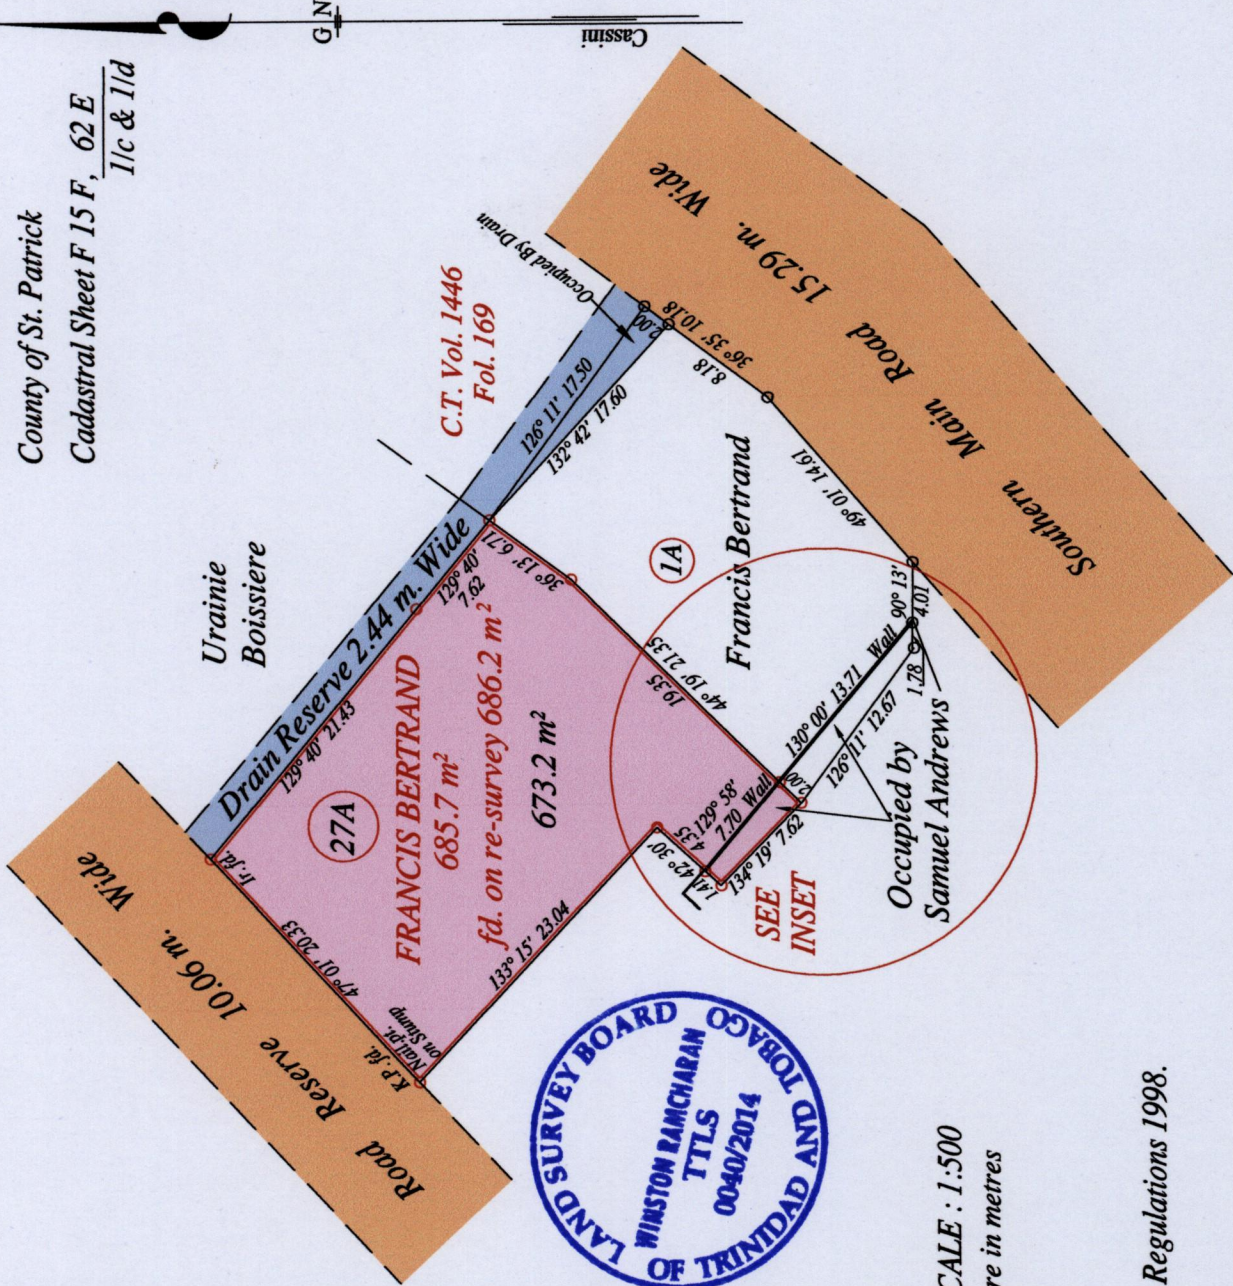 County of St. Patrick
Cadastral Sheet F 15 F, 62 E
1/c & 1/d
G N
Cassini
Urainie
Boissiere
C.T. Vol. 1446
Fol. 169
Occupied By Drain
Drain Reserve 2.44 m. Wide
Road Reserve 10.06 m. Wide
Southern Main Road 15.29 m. Wide
27A
FRANCIS BERTRAND
685.7 m²
fd. on re-survey 686.2 m²
673.2 m²
1A
Francis Bertrand
Ir. fd.
129° 40' 21.43
129° 40'
7.62
36° 13' 6.71
126° 11' 17.50
132° 42' 17.60
2.00
36° 35' 10.18
8.18
49° 01' 14.61
44° 19' 21.35
19.35
90° 13'
4.01
1.78
130° 00' 13.71 Wall
126° 11' 12.67
2.00
129° 58'
7.70 Wall
4.35
42° 30'
1.41
134° 19' 7.62
133° 15' 23.04
47° 01' 20.33
K.P. fd.
Nail pt.
on Stump
SEE
INSET
Occupied by
Samuel Andrews
LAND SURVEY BOARD
OF TRINIDAD AND TOBAGO
WINSTON RAMCHARAN
TTLS
0040/2014
CALE : 1:500
re in metres
Regulations 1998.